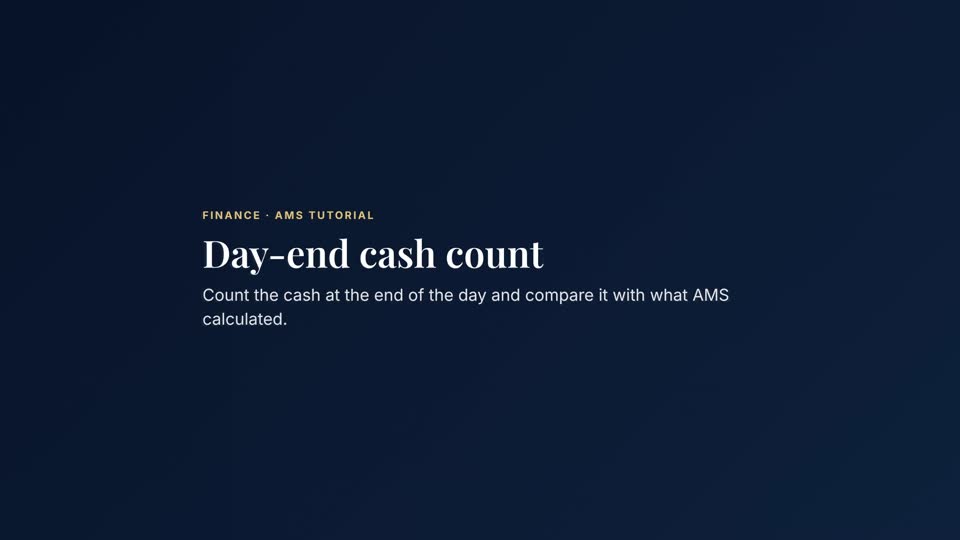 FINANCE · AMS TUTORIAL
Day-end cash count
Count the cash at the end of the day and compare it with what AMS
calculated.